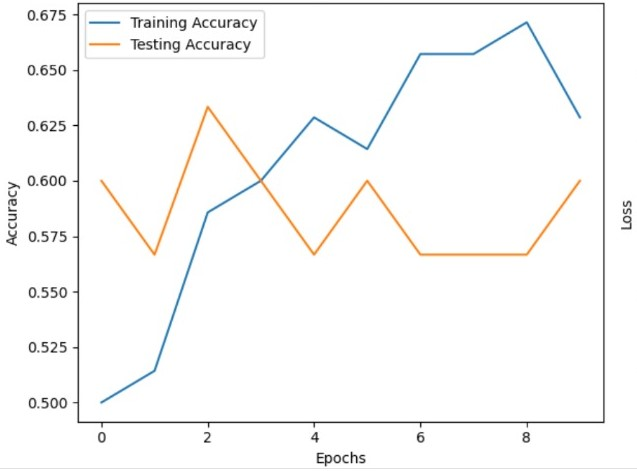 Training Accuracy
Testing Accuracy
0.675
0.650
0.625
0.600
0.575
0.550
0.525
0.500
Accuracy
0 2 4 6 8
Epochs
Loss